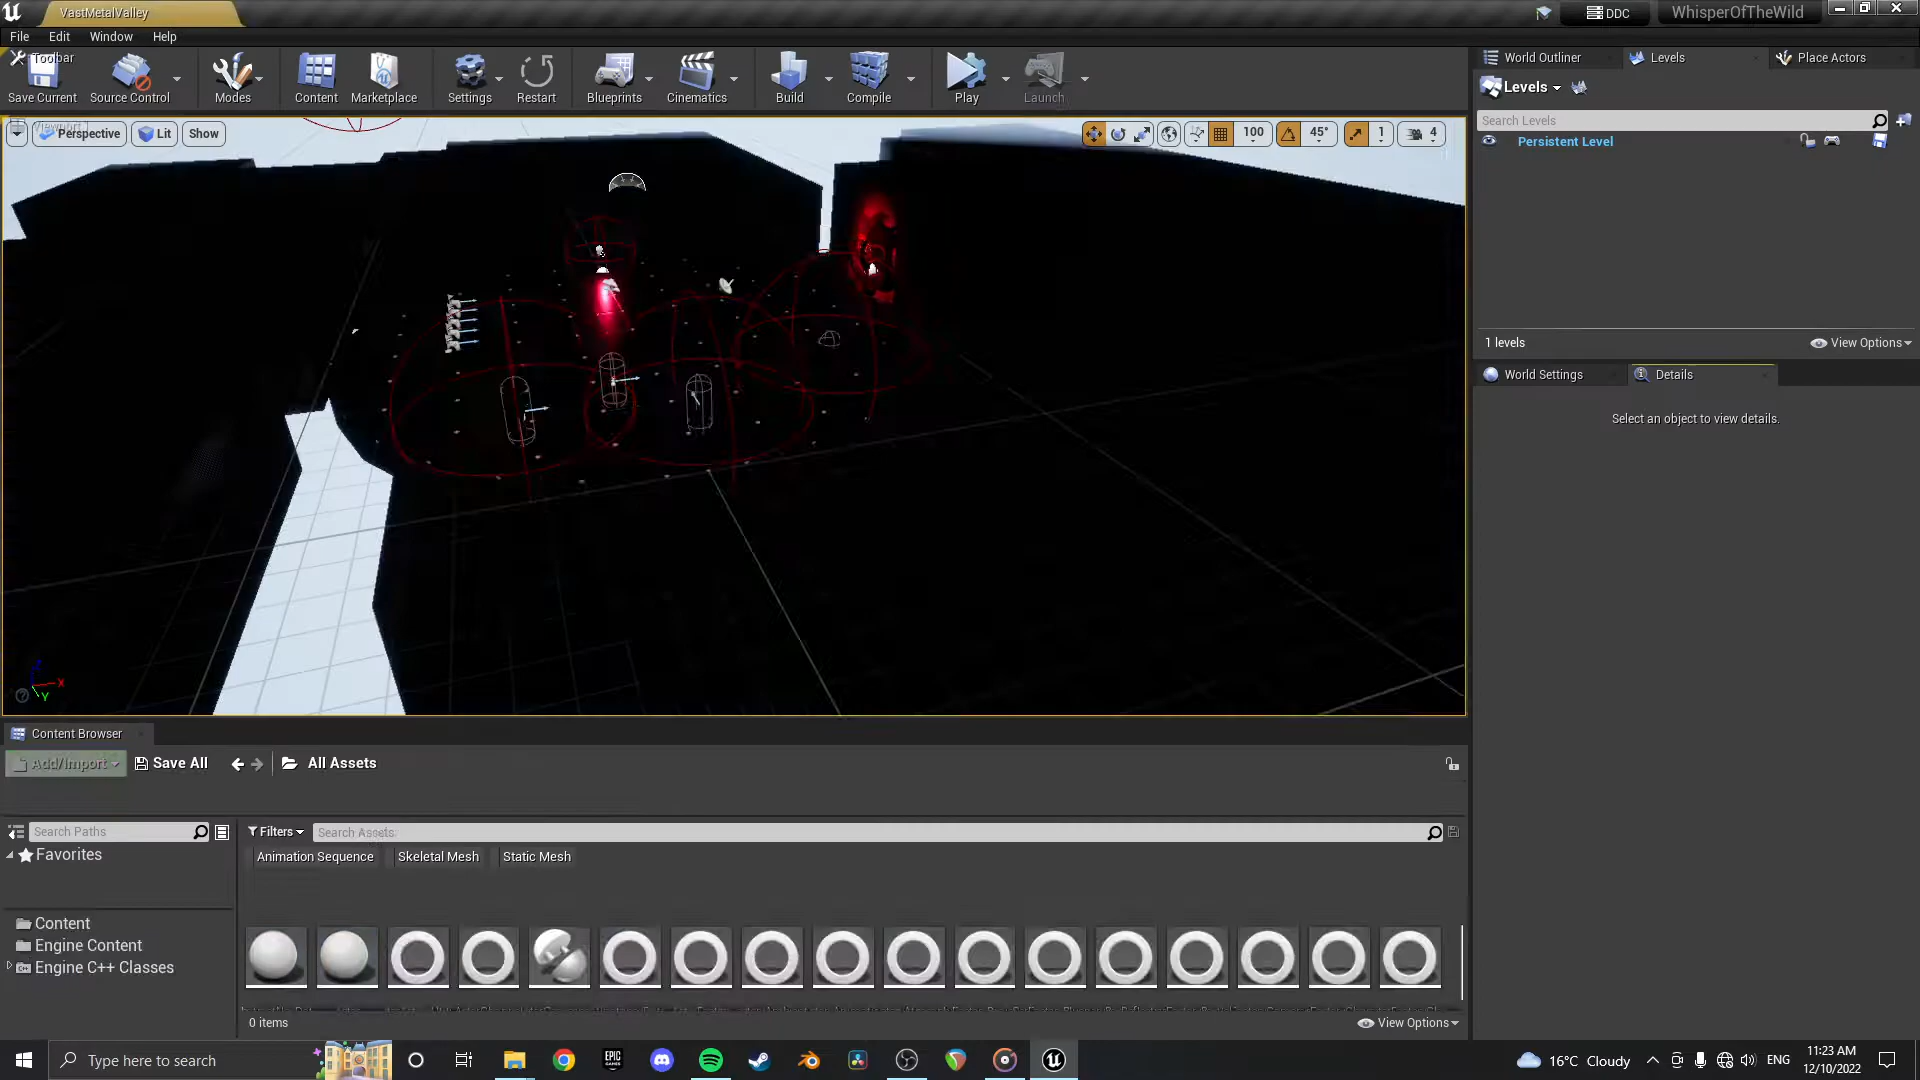 VastMetalValley
DDC
WhisperOfTheWild
File Edit Window Help
Toolbar
Save Current
Source Control
Modes
Content
Marketplace
Settings
Restart
Blueprints
Cinematics
Build
Compile
Play
Launch
World Outliner
Levels
Place Actors
Levels
Search Levels
Persistent Level
1 levels
View Options
World Settings
Details
Select an object to view details.
Viewport
Perspective
Lit
Show
100
45°
1
4
X
Y
Content Browser
Add/Import
Save All
All Assets
Search Paths
Favorites
Content
Engine Content
Engine C++ Classes
Filters
Search Assets
Animation Sequence
Skeletal Mesh
Static Mesh
0 items
View Options
Type here to search
EPIC
GAMES
16°C Cloudy
ENG
11:23 AM
12/10/2022